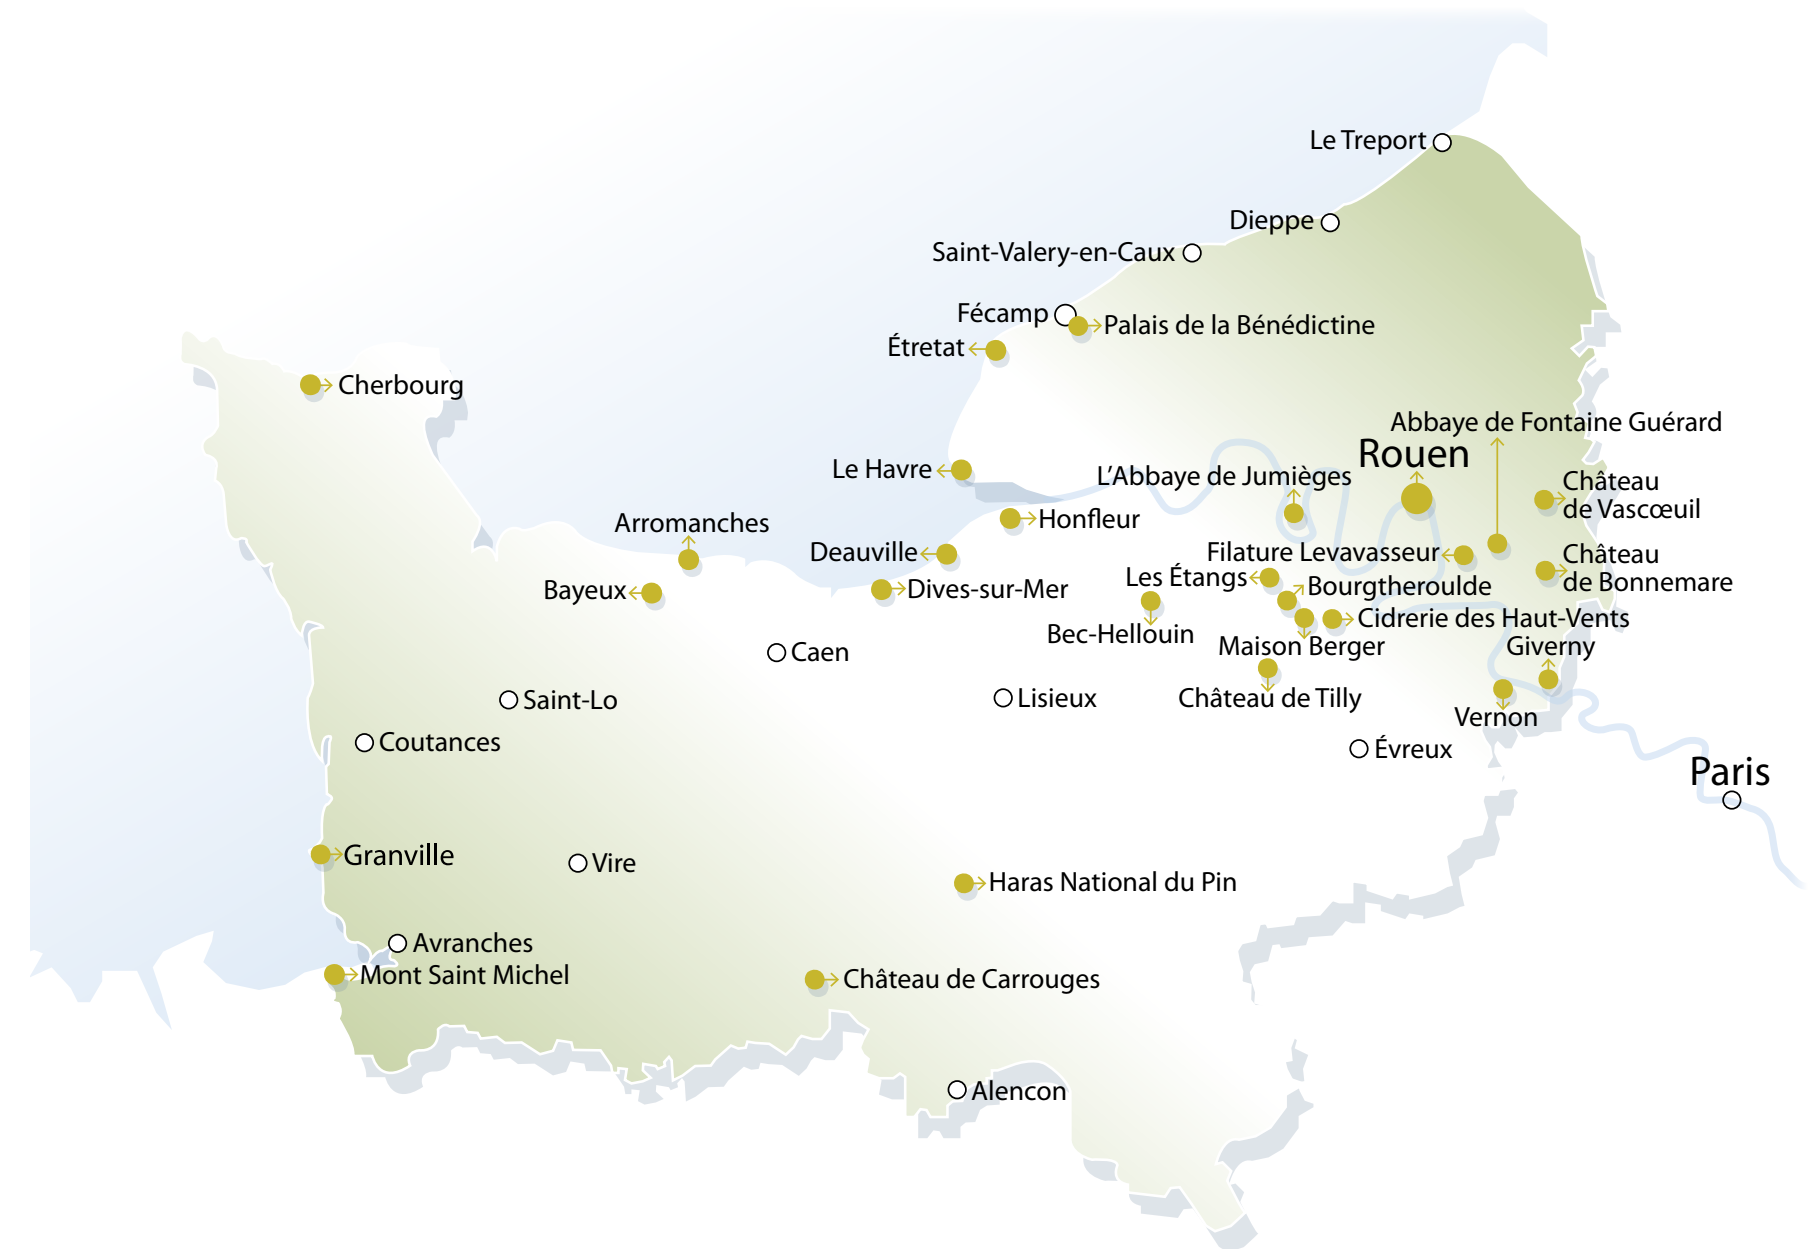 Le Treport
Dieppe
Saint-Valery-en-Caux
Fécamp
Palais de la Bénédictine
Étretat
Cherbourg
Abbaye de Fontaine Guérard
Rouen
Le Havre
L'Abbaye de Jumièges
Château
de Vascœuil
Arromanches
Honfleur
Deauville
Filature Levavasseur
Château
de Bonnemare
Les Étangs
Bourgtheroulde
Bayeux
Dives-sur-Mer
Cidrerie des Haut-Vents
Bec-Hellouin
Maison Berger
Giverny
Caen
Saint-Lo
Lisieux
Château de Tilly
Vernon
Coutances
Évreux
Paris
Granville
Vire
Haras National du Pin
Avranches
Mont Saint Michel
Château de Carrouges
Alencon